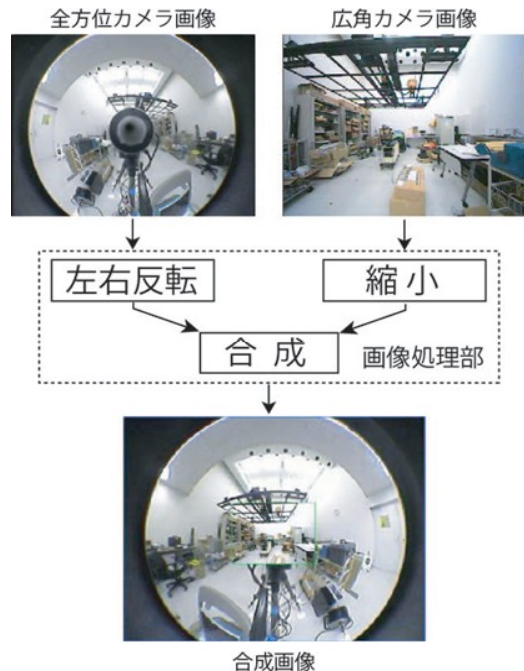 全方位カメラ画像
広角カメラ画像
左右反転
縮小
合成
画像処理部
合成画像